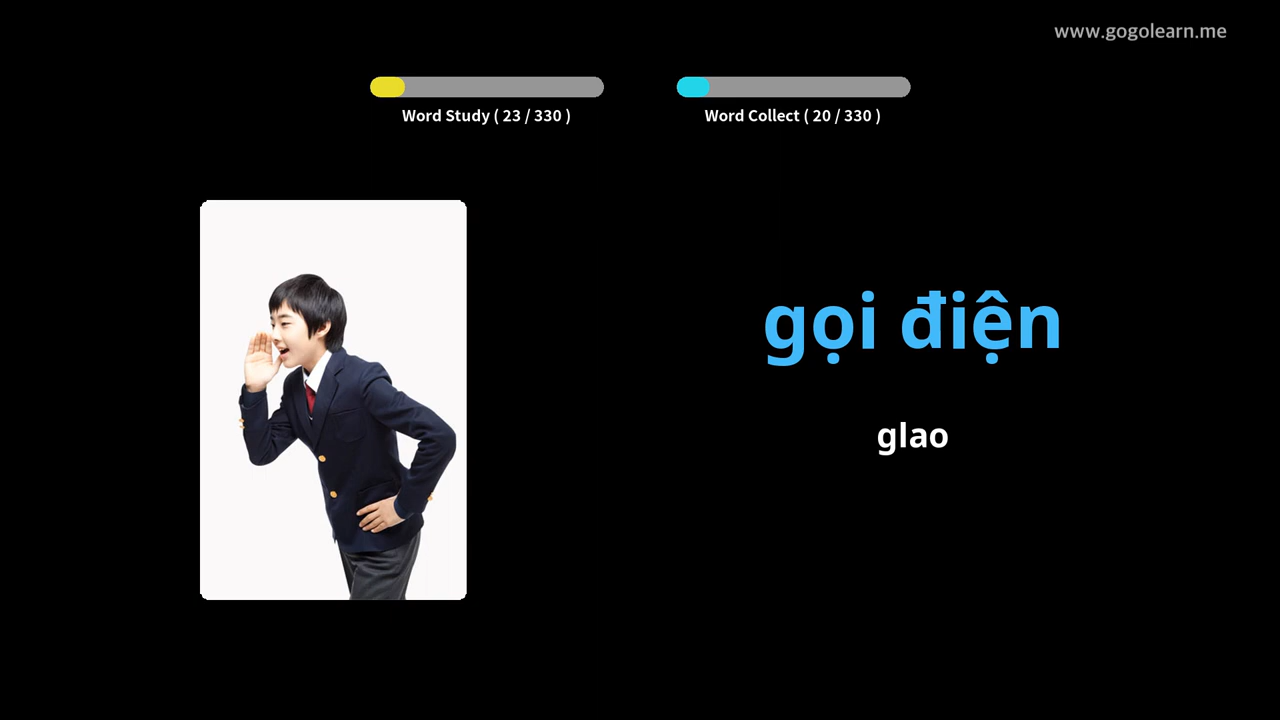 www.gogolearn.me
Word Study ( 23 / 330 )
Word Collect ( 20 / 330 )
gọi điện
glao